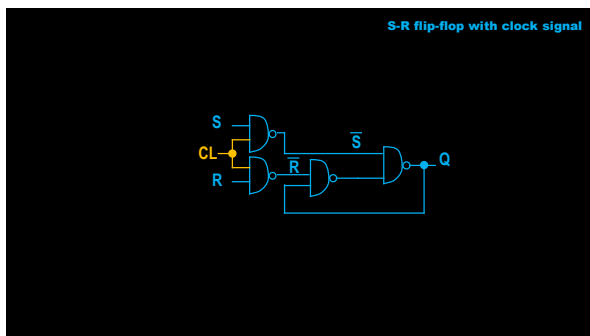 S-R flip-flop with clock signal
S
S̅
CL
R̅
Q
R